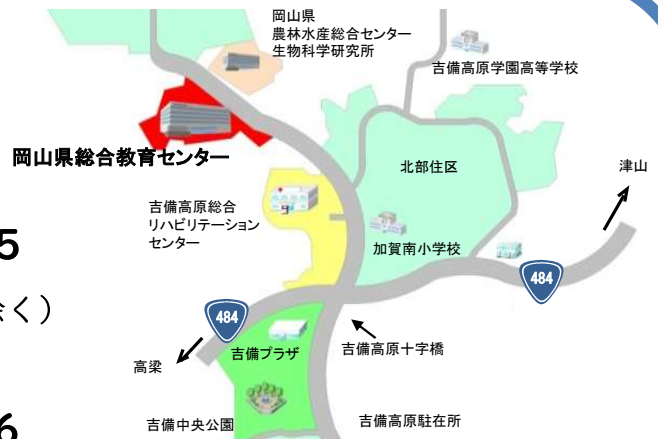 岡山県
農林水産総合センター
生物科学研究所
吉備高原学園高等学校
岡山県総合教育センター
北部住区
津山
吉備高原総合
リハビリテーション
センター
加賀南小学校
5
484
く）
484
吉備プラザ
吉備高原十字橋
高梁
6
吉備中央公園
吉備高原駐在所